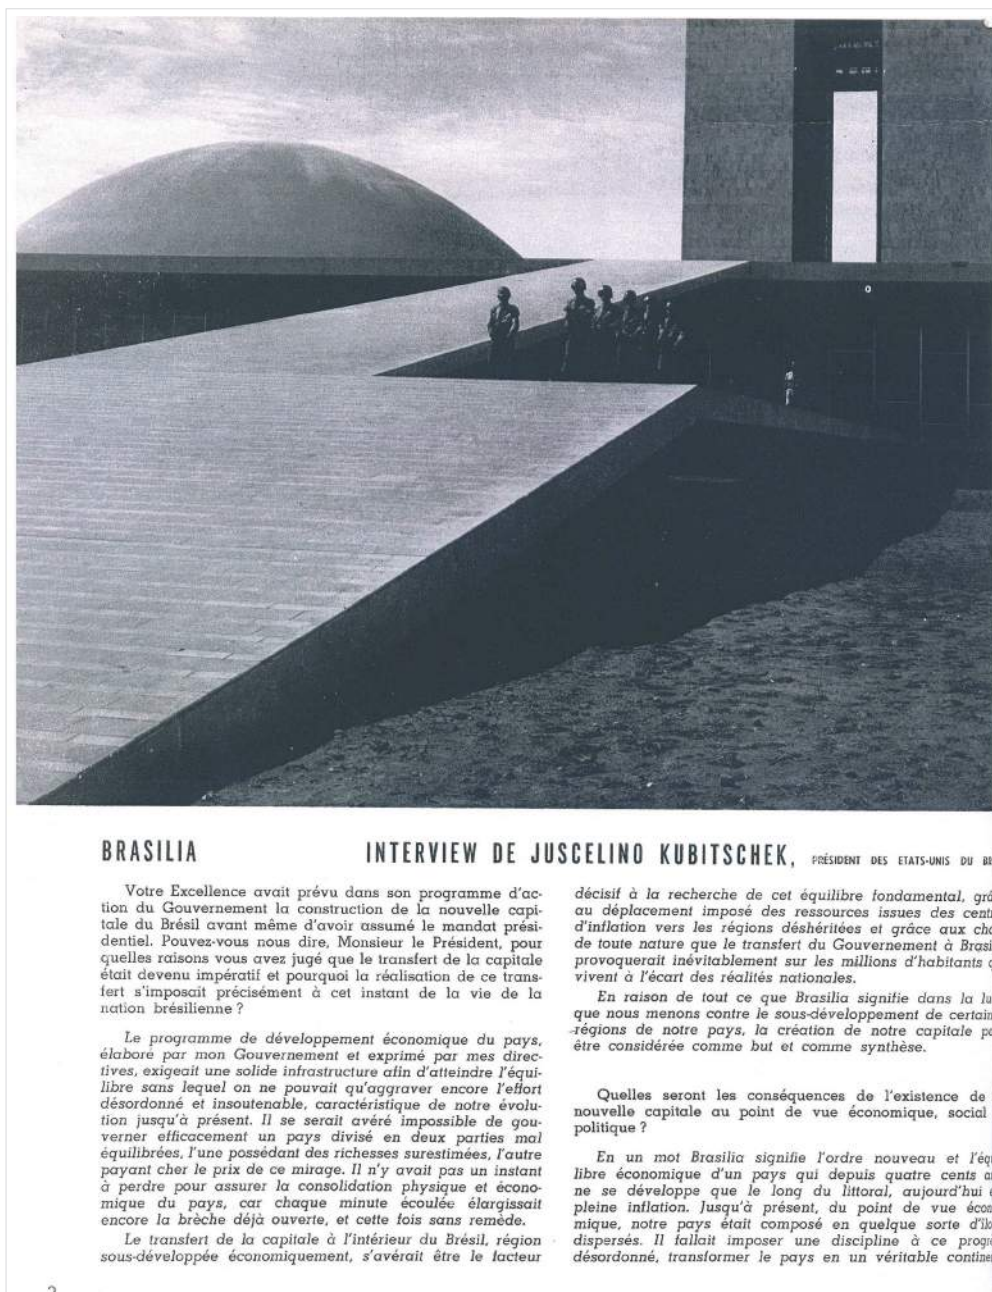 BRASILIA
INTERVIEW DE JUSCELINO KUBITSCHEK, PRÉSIDENT DES ETATS-UNIS DU
Votre Excellence avait prévu dans son programme d'ac-
tion du Gouvernement la construction de la nouvelle capi-
tale du Brésil avant même d'avoir assumé le mandat prési-
dentiel. Pouvez-vous nous dire, Monsieur le Président, pour
quelles raisons vous avez jugé que le transfert de la capitale
était devenu impératif et pourquoi la réalisation de ce trans-
fert s'imposait précisément à cet instant de la vie de la
nation brésilienne ?
Le programme de développement économique du pays,
élaboré par mon Gouvernement et exprimé par mes direc-
tives, exigeait une solide infrastructure afin d'atteindre l'équi-
libre sans lequel on ne pouvait qu'aggraver encore l'effort
désordonné et insoutenable, caractéristique de notre évolu-
tion jusqu'à présent. Il se serait avéré impossible de gou-
verner efficacement un pays divisé en deux parties mal
équilibrées, l'une possédant des richesses surestimées, l'autre
payant cher le prix de ce mirage. Il n'y avait pas un instant
à perdre pour assurer la consolidation physique et écono-
mique du pays, car chaque minute écoulée élargissait
encore la brèche déjà ouverte, et cette fois sans remède.
Le transfert de la capitale à l'intérieur du Brésil, région
sous-développée économiquement, s'avérait être le facteur
décisif à la recherche de cet équilibre fondamental,
au déplacement imposé des ressources issues des
d'inflation vers les régions déshéritées et grâce aux
de toute nature que le transfert du Gouvernement à
provoquerait inévitablement sur les millions d'habitants
vivent à l'écart des réalités nationales.
En raison de tout ce que Brasilia signifie dans la
que nous menons contre le sous-développement de
régions de notre pays, la création de notre capitale
être considérée comme but et comme synthèse.
Quelles seront les conséquences de l'existence de
nouvelle capitale au point de vue économique, social
politique ?
En un mot Brasilia signifie l'ordre nouveau et
libre économique d'un pays qui depuis quatre cents
ne se développe que le long du littoral, aujourd'hui
pleine inflation. Jusqu'à présent, du point de vue
mique, notre pays était composé en quelque sorte
dispersés. Il fallait imposer une discipline à ce
désordonné, transformer le pays en un véritable